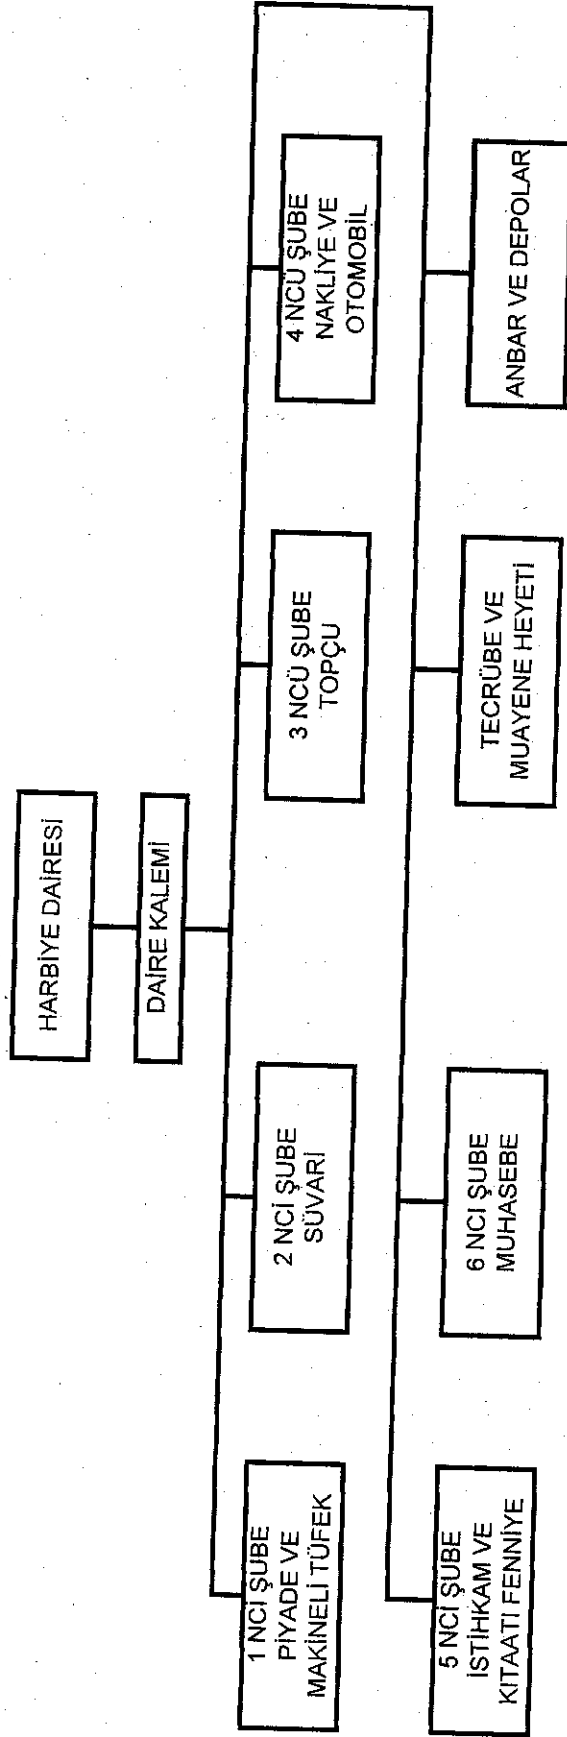 HARBİYE DAİRESİ
DAİRE KALEMİ
1 NCİ ŞUBE
PİYADE VE
MAKİNELİ TÜFEK
2 NCİ ŞUBE
SÜVARİ
3 NCÜ ŞUBE
TOPÇU
4 NCÜ ŞUBE
NAKLİYE VE
OTOMOBİL
5 NCİ ŞUBE
İSTİHKAM VE
KITAATI FENNİYE
6 NCI ŞUBE
MUHASEBE
TECRÜBE VE
MUAYENE HEYETİ
ANBAR VE DEPOLAR